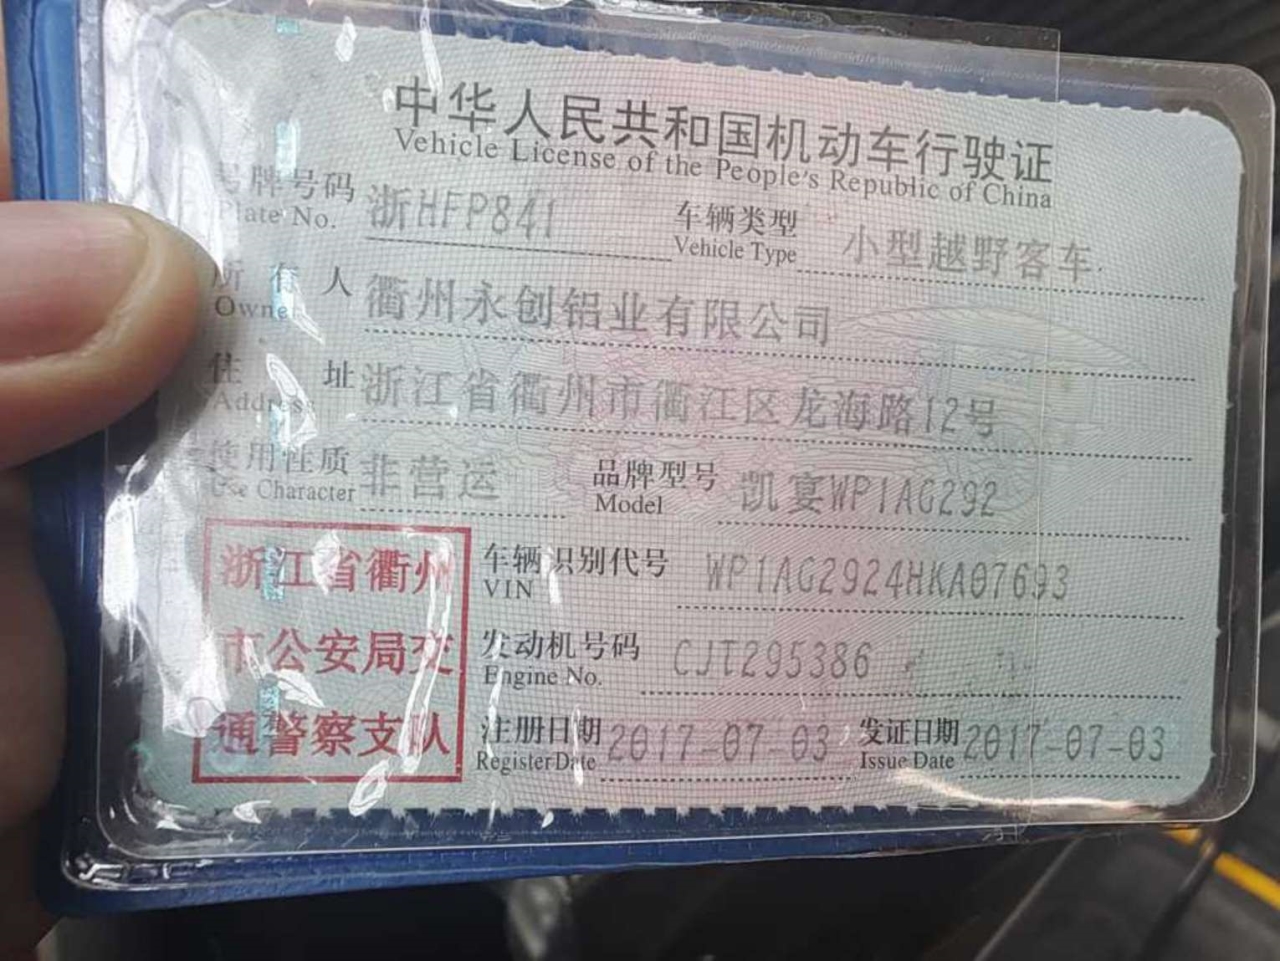 中华人民共和国机动车行驶证
Vehicle License of the People's Republic of China
号牌号码 浙HFP841 车辆类型 小型越野客车
Plate No. Vehicle Type
所有人 衢州永创铝业有限公司
Owner
住址 浙江省衢州市衢江区龙海路12号
Address
使用性质 非营运 品牌型号 凯宴WP1AG292
Use Character Model
浙江省衢州
市公安局交
通警察支队
车辆识别代号 WP1AG2924HKA07693
VIN
发动机号码 CJT295386
Engine No.
注册日期 2017-07-03 发证日期 2017-07-03
Register Date Issue Date